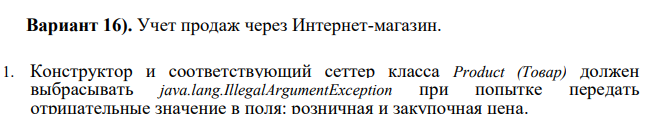 Вариант 16). Учет продаж через Интернет-магазин.
1. Конструктор и соответствующий сеттер класса Product (Товар) должен
выбрасывать java.lang.IllegalArgumentException при попытке передать
отрицательные значение в поля: розничная и закупочная цена.